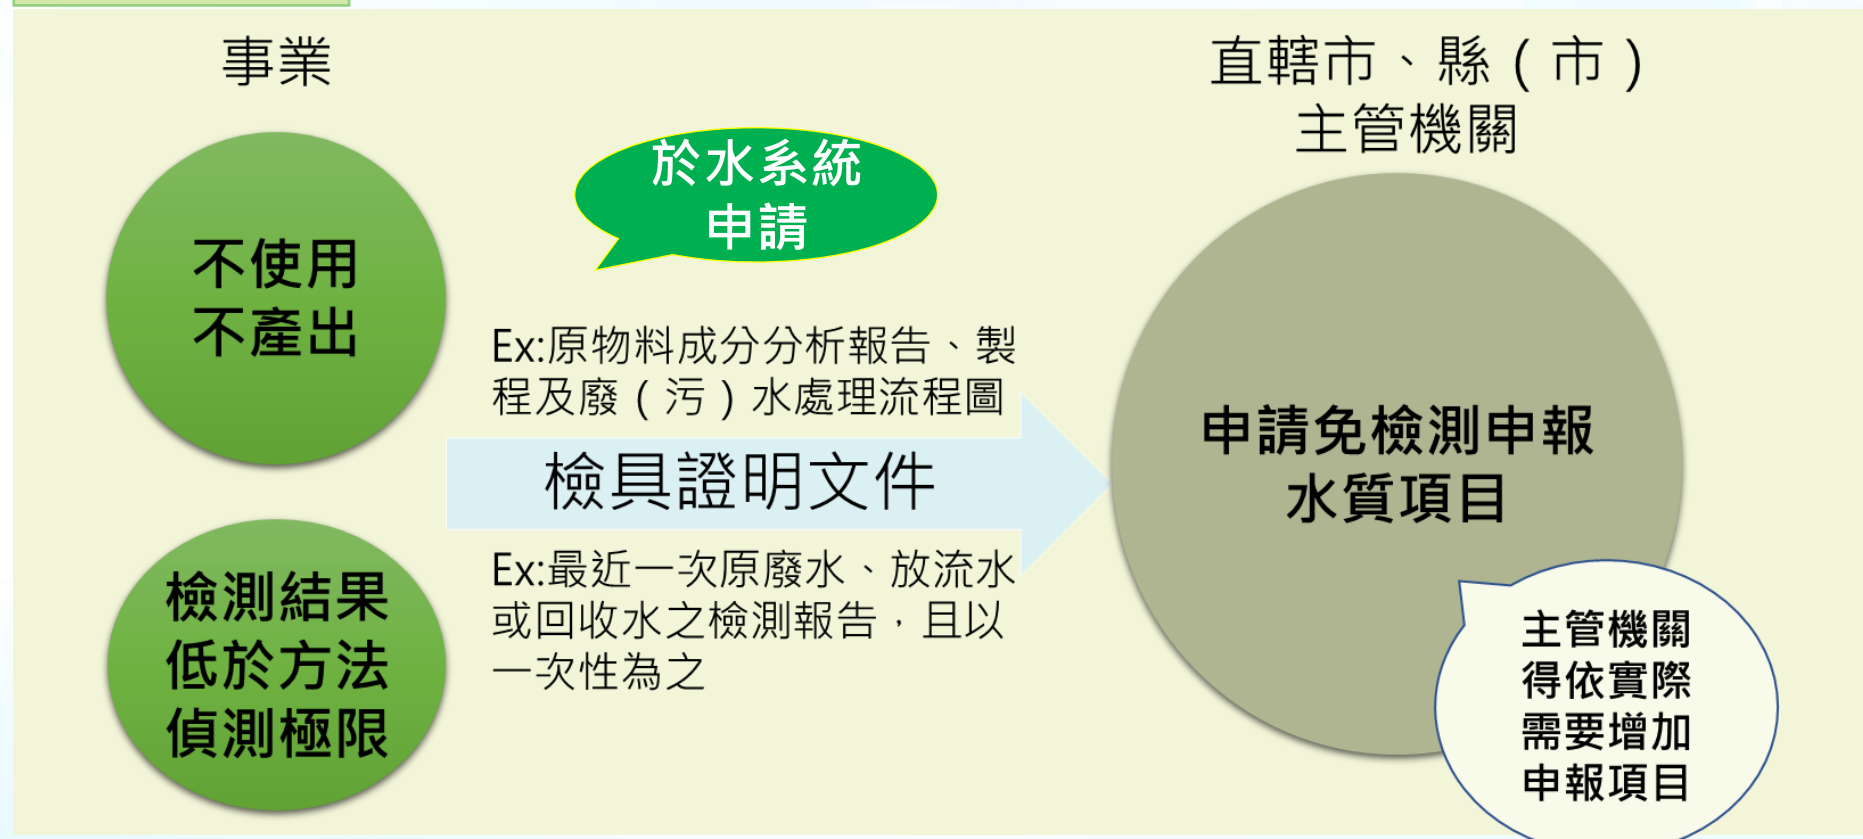 事業
直轄市、縣（市）
主管機關
於水系統
申請
不使用
不產出
Ex:原物料成分分析報告、製
程及廢（污）水處理流程圖
檢具證明文件
申請免檢測申報
水質項目
檢測結果
低於方法
偵測極限
Ex:最近一次原廢水、放流水
或回收水之檢測報告，且以
一次性為之
主管機關
得依實際
需要增加
申報項目